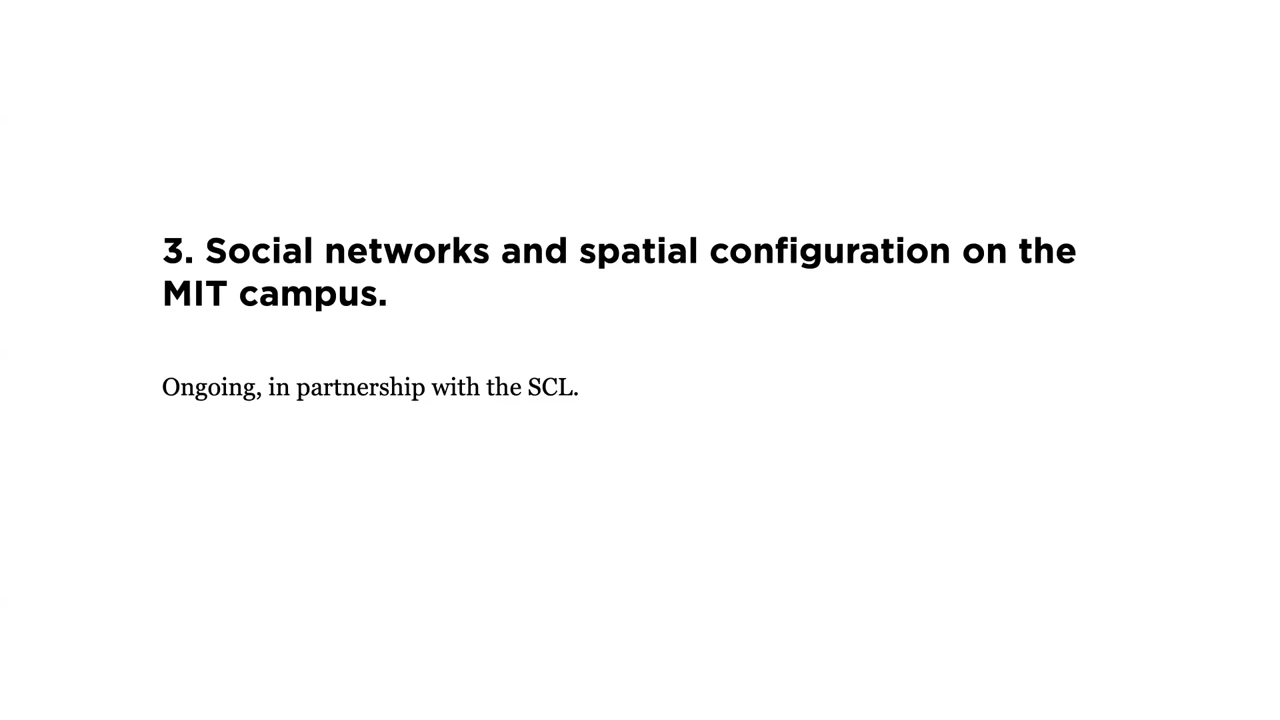 3. Social networks and spatial configuration on the
MIT campus.
Ongoing, in partnership with the SCL.